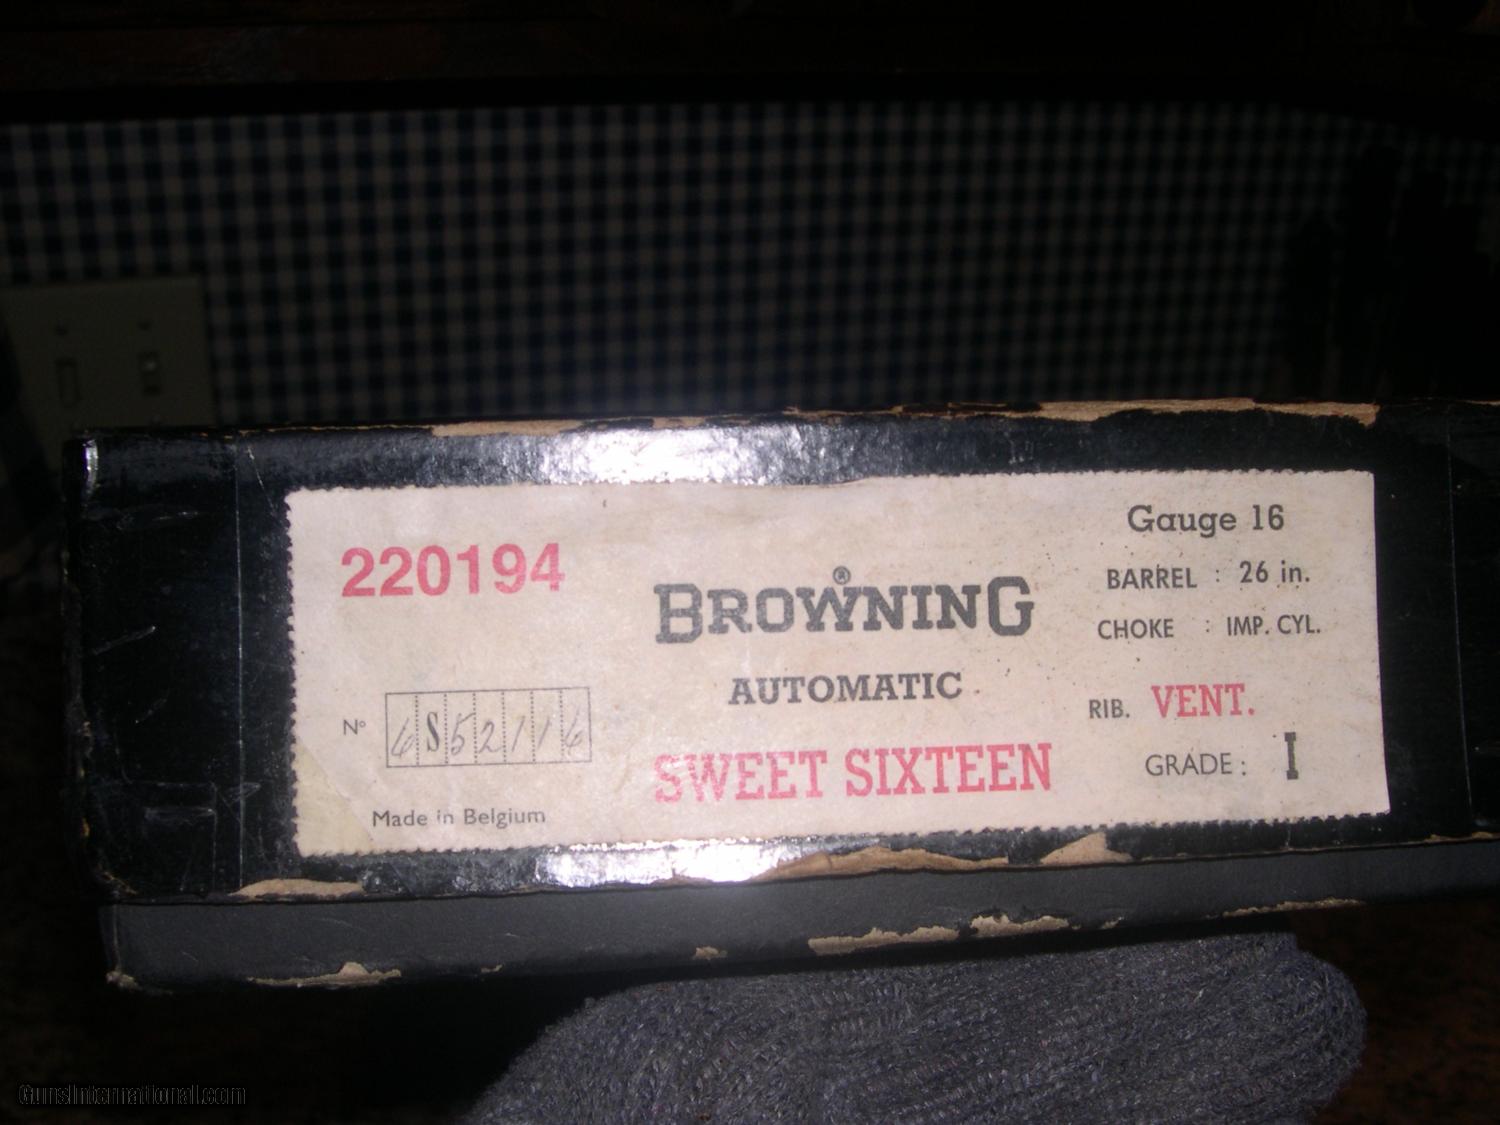 220194
Nº 6S52116
Made in Belgium
BROWNING®
AUTOMATIC
SWEET SIXTEEN
Gauge 16
BARREL : 26 in.
CHOKE : IMP. CYL.
RIB. VENT.
GRADE : I
GunsInternational.com